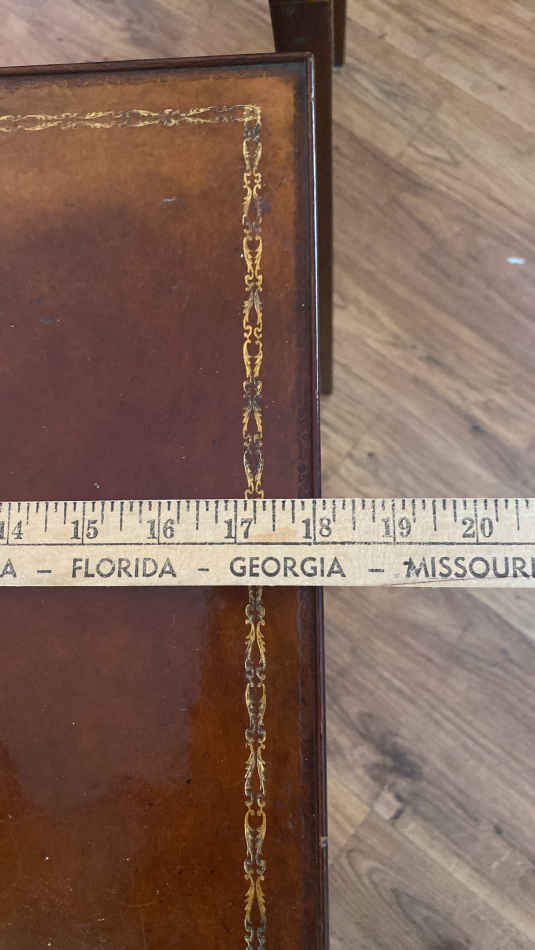 14 15 16 17 18 19 20
A – FLORIDA – GEORGIA – MISSOURI